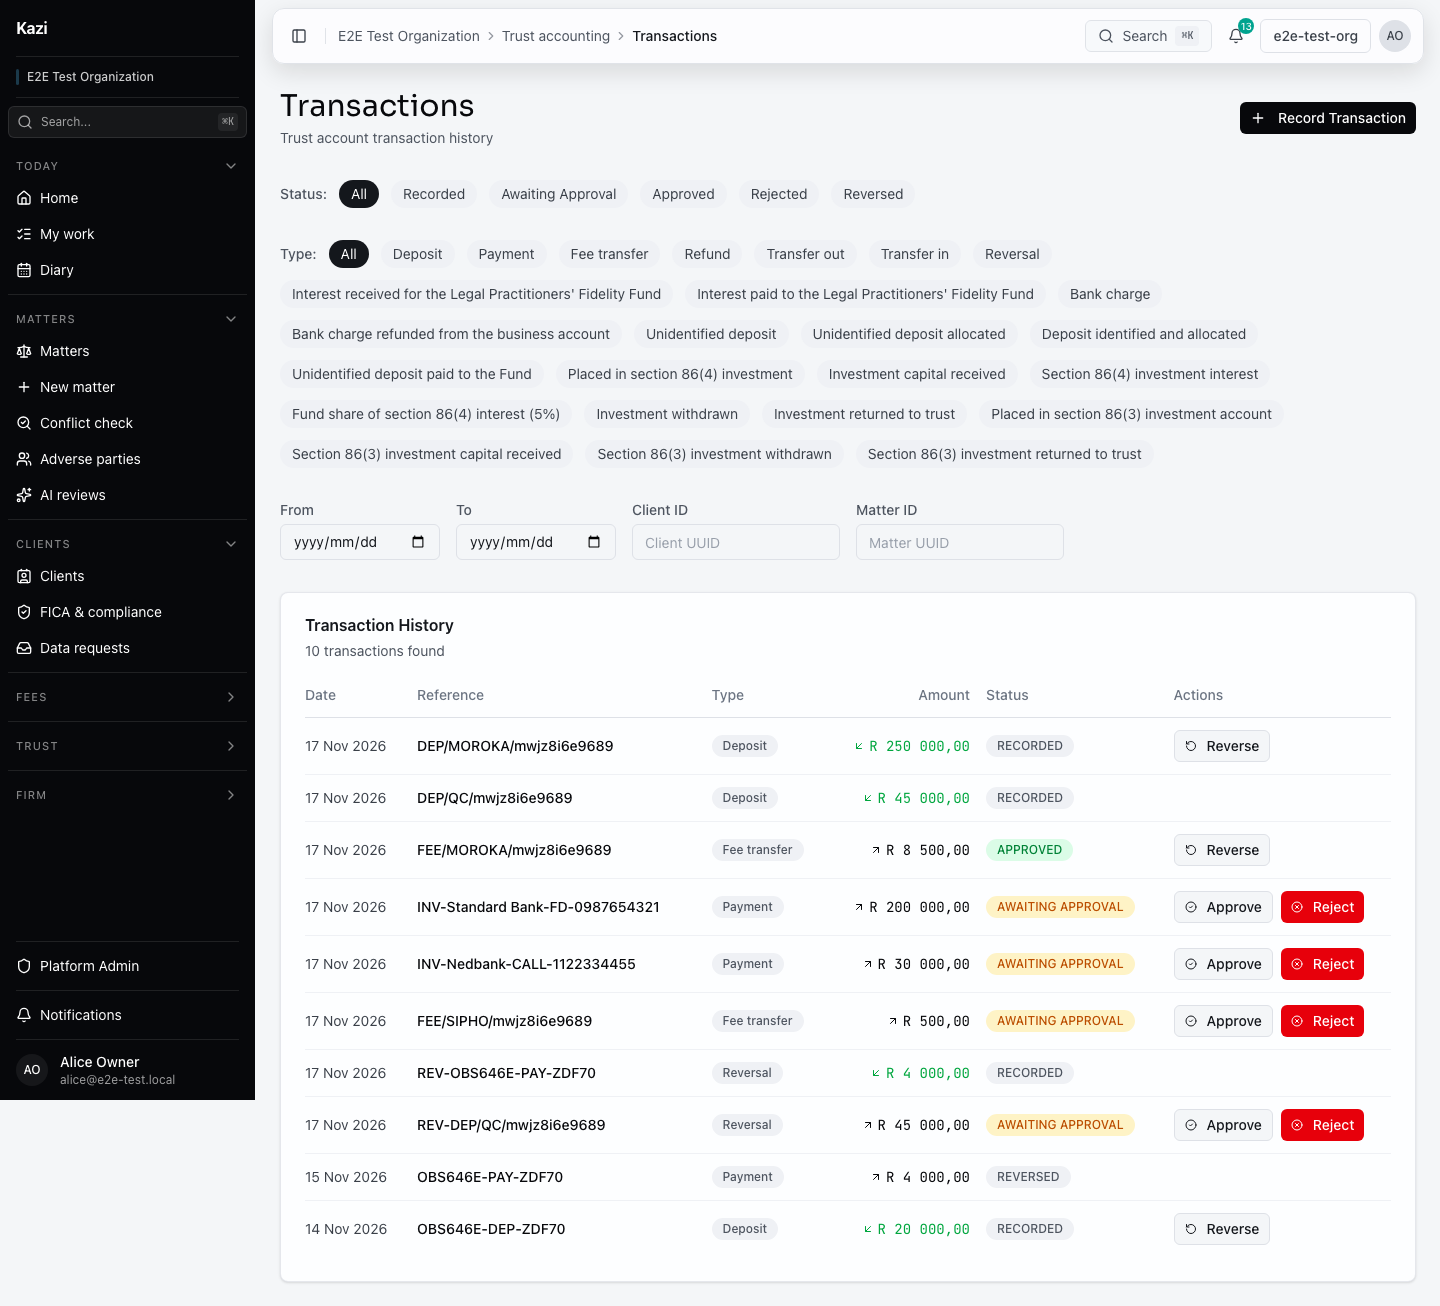 Kazi
E2E Test Organization
Search... ⌘K
TODAY
Home
My work
Diary
MATTERS
Matters
New matter
Conflict check
Adverse parties
AI reviews
CLIENTS
Clients
FICA & compliance
Data requests
FEES
TRUST
FIRM
Platform Admin
Notifications
AO
Alice Owner
alice@e2e-test.local
E2E Test Organization > Trust accounting > Transactions
Search ⌘K
13
e2e-test-org
AO
Transactions
Trust account transaction history
+ Record Transaction
Status: All Recorded Awaiting Approval Approved Rejected Reversed
Type: All Deposit Payment Fee transfer Refund Transfer out Transfer in Reversal
Interest received for the Legal Practitioners' Fidelity Fund Interest paid to the Legal Practitioners' Fidelity Fund Bank charge
Bank charge refunded from the business account Unidentified deposit Unidentified deposit allocated Deposit identified and allocated
Unidentified deposit paid to the Fund Placed in section 86(4) investment Investment capital received Section 86(4) investment interest
Fund share of section 86(4) interest (5%) Investment withdrawn Investment returned to trust Placed in section 86(3) investment account
Section 86(3) investment capital received Section 86(3) investment withdrawn Section 86(3) investment returned to trust
From To Client ID Matter ID
yyyy/mm/dd yyyy/mm/dd Client UUID Matter UUID
Transaction History
10 transactions found
Date Reference Type Amount Status Actions
17 Nov 2026 DEP/MOROKA/mwjz8i6e9689 Deposit R 250 000,00 RECORDED Reverse
17 Nov 2026 DEP/QC/mwjz8i6e9689 Deposit R 45 000,00 RECORDED
17 Nov 2026 FEE/MOROKA/mwjz8i6e9689 Fee transfer R 8 500,00 APPROVED Reverse
17 Nov 2026 INV-Standard Bank-FD-0987654321 Payment R 200 000,00 AWAITING APPROVAL Approve Reject
17 Nov 2026 INV-Nedbank-CALL-1122334455 Payment R 30 000,00 AWAITING APPROVAL Approve Reject
17 Nov 2026 FEE/SIPHO/mwjz8i6e9689 Fee transfer R 500,00 AWAITING APPROVAL Approve Reject
17 Nov 2026 REV-OBS646E-PAY-ZDF70 Reversal R 4 000,00 RECORDED
17 Nov 2026 REV-DEP/QC/mwjz8i6e9689 Reversal R 45 000,00 AWAITING APPROVAL Approve Reject
15 Nov 2026 OBS646E-PAY-ZDF70 Payment R 4 000,00 REVERSED
14 Nov 2026 OBS646E-DEP-ZDF70 Deposit R 20 000,00 RECORDED Reverse